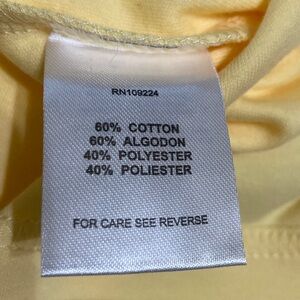 RN109224
60% COTTON
60% ALGODON
40% POLYESTER
40% POLIESTER
FOR CARE SEE REVERSE